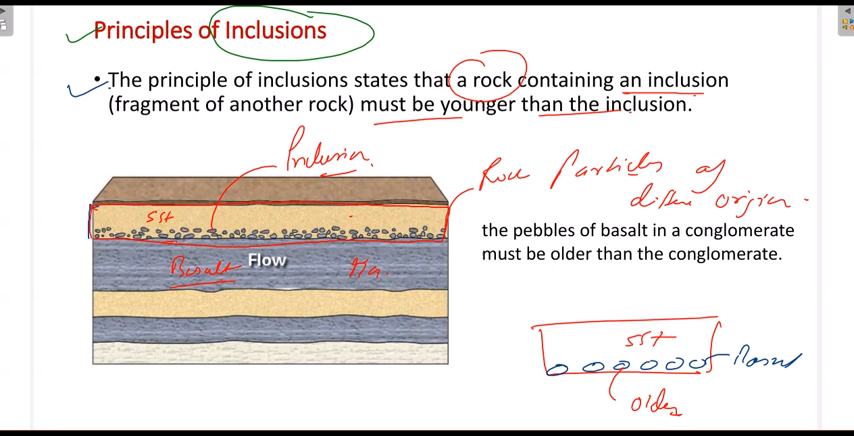 Principles of Inclusions
• The principle of inclusions states that a rock containing an inclusion
(fragment of another rock) must be younger than the inclusion.
Inclusion.
Rock Particles of
origin.
SSt
the pebbles of basalt in a conglomerate
must be older than the conglomerate.
Basalt Flow
SSt
older